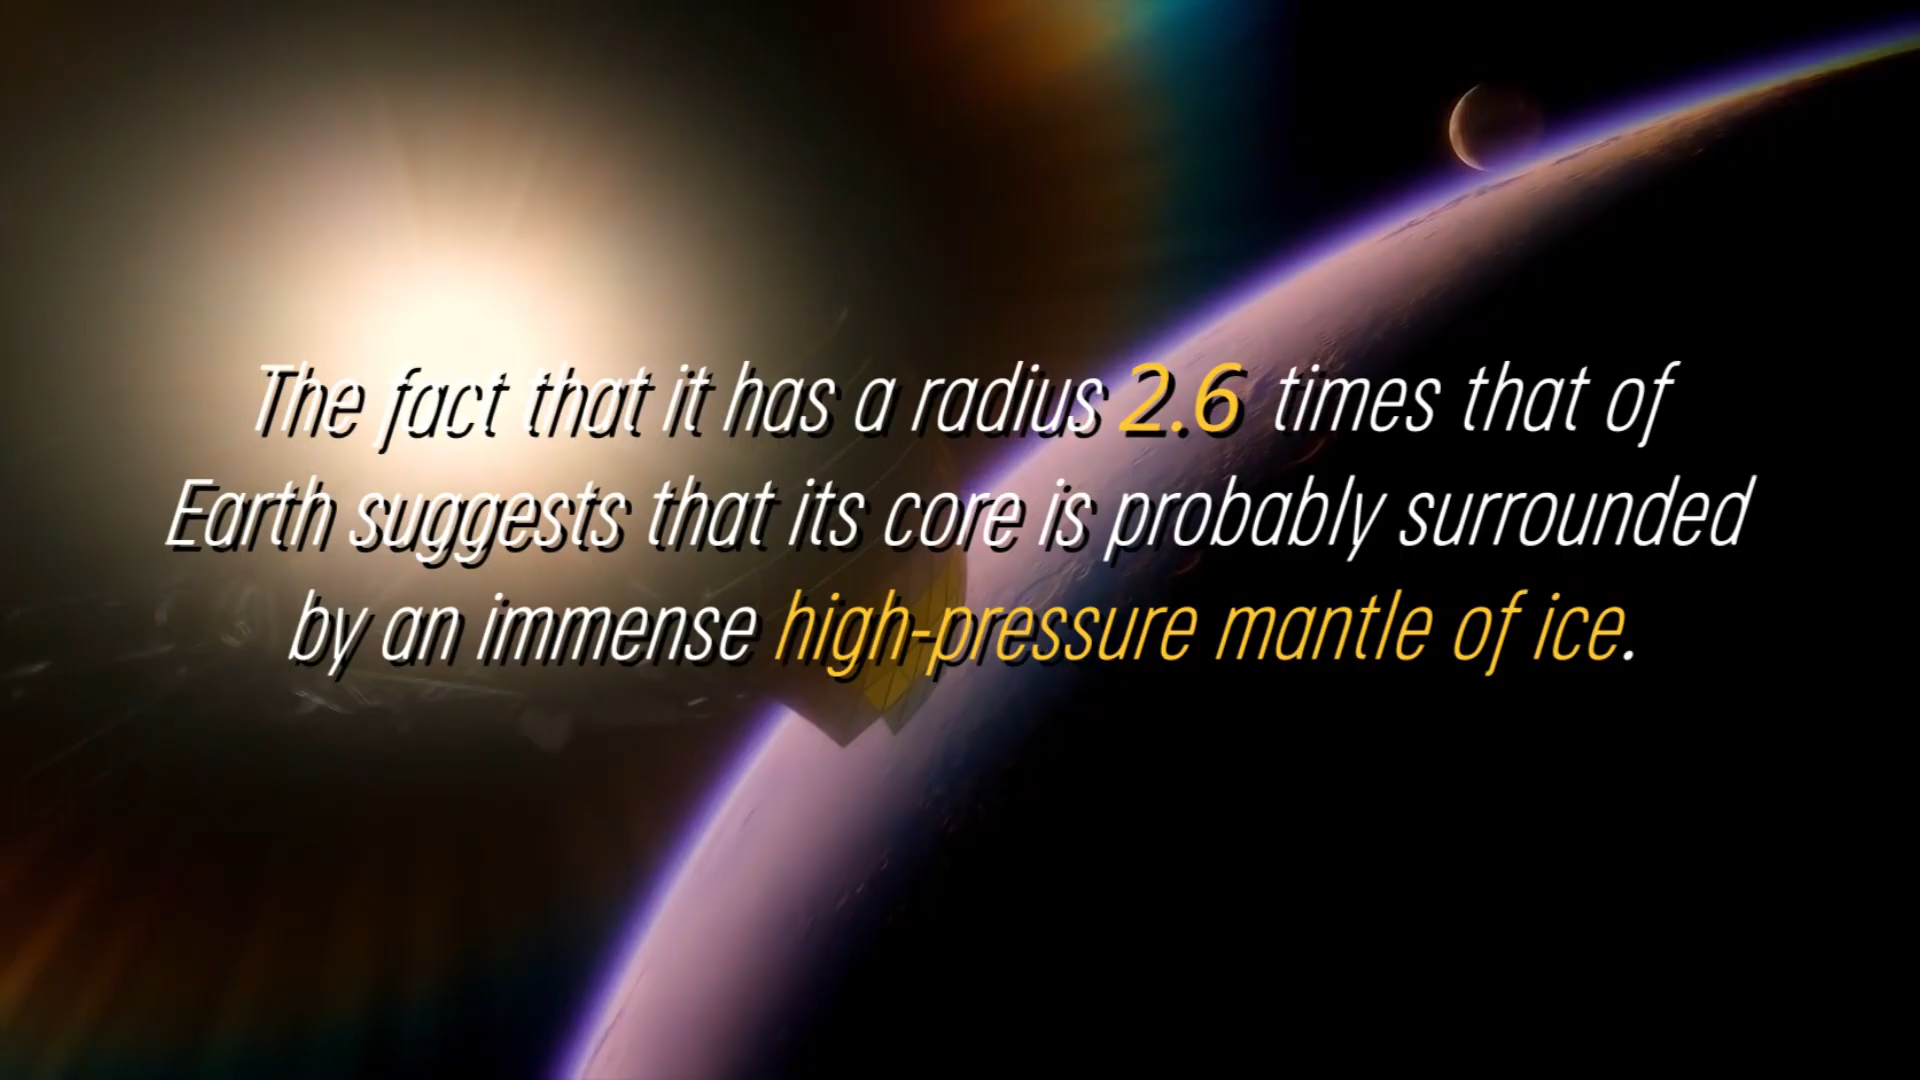 The fact that it has a radius 2.6 times that of
Earth suggests that its core is probably surrounded
by an immense high-pressure mantle of ice.